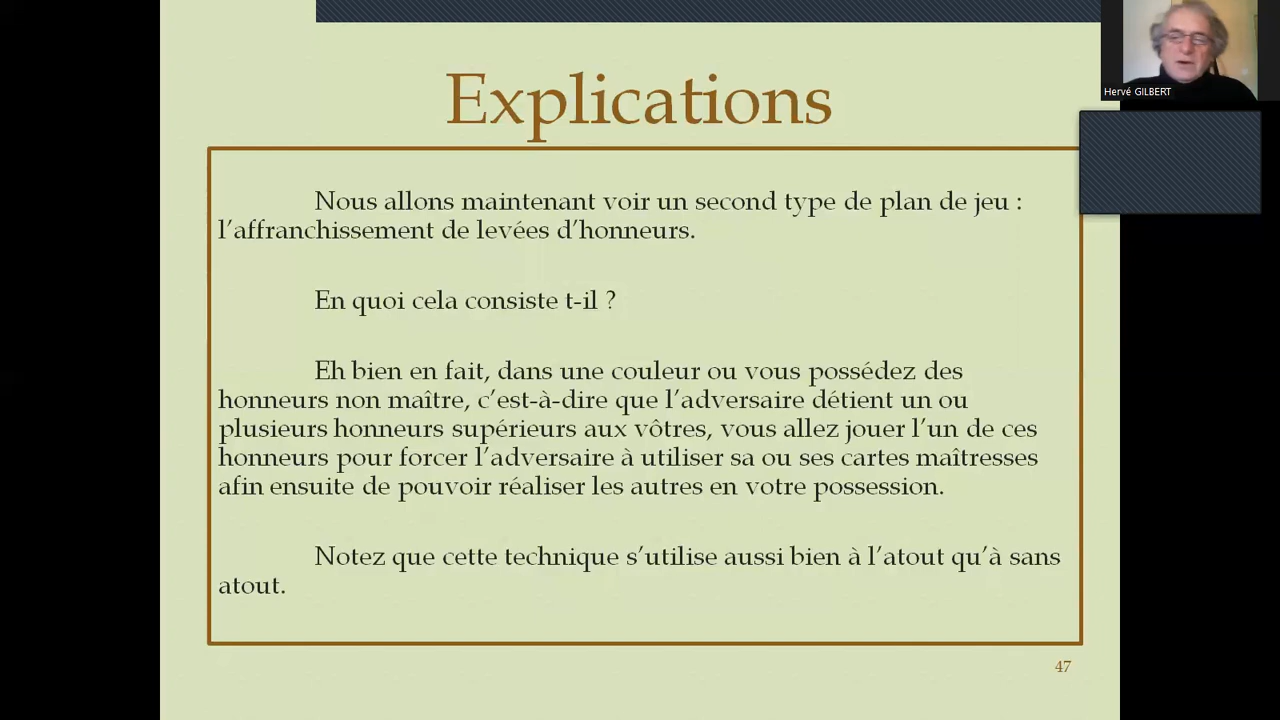 Hervé GILBERT
Explications
Nous allons maintenant voir un second type de plan de jeu :
l’affranchissement de levées d’honneurs.
En quoi cela consiste t-il ?
Eh bien en fait, dans une couleur ou vous possédez des
honneurs non maître, c’est-à-dire que l’adversaire détient un ou
plusieurs honneurs supérieurs aux vôtres, vous allez jouer l’un de ces
honneurs pour forcer l’adversaire à utiliser sa ou ses cartes maîtresses
afin ensuite de pouvoir réaliser les autres en votre possession.
Notez que cette technique s’utilise aussi bien à l’atout qu’à sans
atout.
47